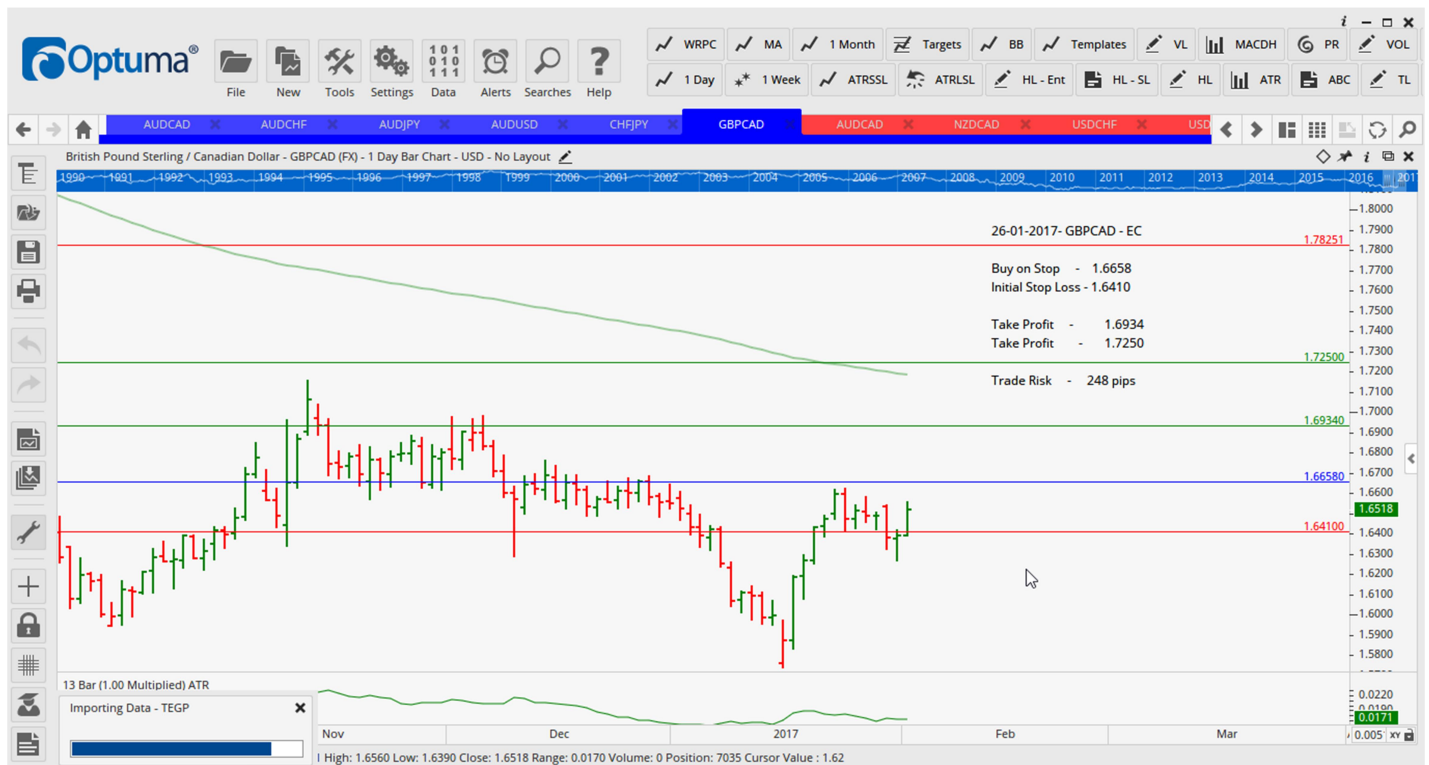 Optuma®
File
New
Tools
Settings
101
010
111
Data
Alerts
Searches
?
Help
WRPC
MA
1 Month
Targets
BB
Templates
VL
MACDH
PR
VOL
1 Day
1 Week
ATRSSL
ATRLSL
HL - Ent
HL - SL
HL
ATR
ABC
TL
AUDCAD
AUDCHF
AUDJPY
AUDUSD
CHFJPY
GBPCAD
AUDCAD
NZDCAD
USDCHF
USD
British Pound Sterling / Canadian Dollar - GBPCAD (FX) - 1 Day Bar Chart - USD - No Layout
1990 1991 1992 1993 1994 1995 1996 1997 1998 1999 2000 2001 2002 2003 2004 2005 2006 2007 2008 2009 2010 2011 2012 2013 2014 2015 2016 201
26-01-2017- GBPCAD - EC
Buy on Stop - 1.6658
Initial Stop Loss - 1.6410
Take Profit - 1.6934
Take Profit - 1.7250
Trade Risk - 248 pips
1.78251
1.72500
1.69340
1.66580
1.64100
1.8000
1.7900
1.7800
1.7700
1.7600
1.7500
1.7400
1.7300
1.7200
1.7100
1.7000
1.6900
1.6800
1.6700
1.6600
1.6518
1.6400
1.6300
1.6200
1.6100
1.6000
1.5900
1.5800
13 Bar (1.00 Multiplied) ATR
0.0220
0.0190
0.0171
Importing Data - TEGP
Nov
Dec
2017
Feb
Mar
0.005
XY
High: 1.6560 Low: 1.6390 Close: 1.6518 Range: 0.0170 Volume: 0 Position: 7035 Cursor Value : 1.62